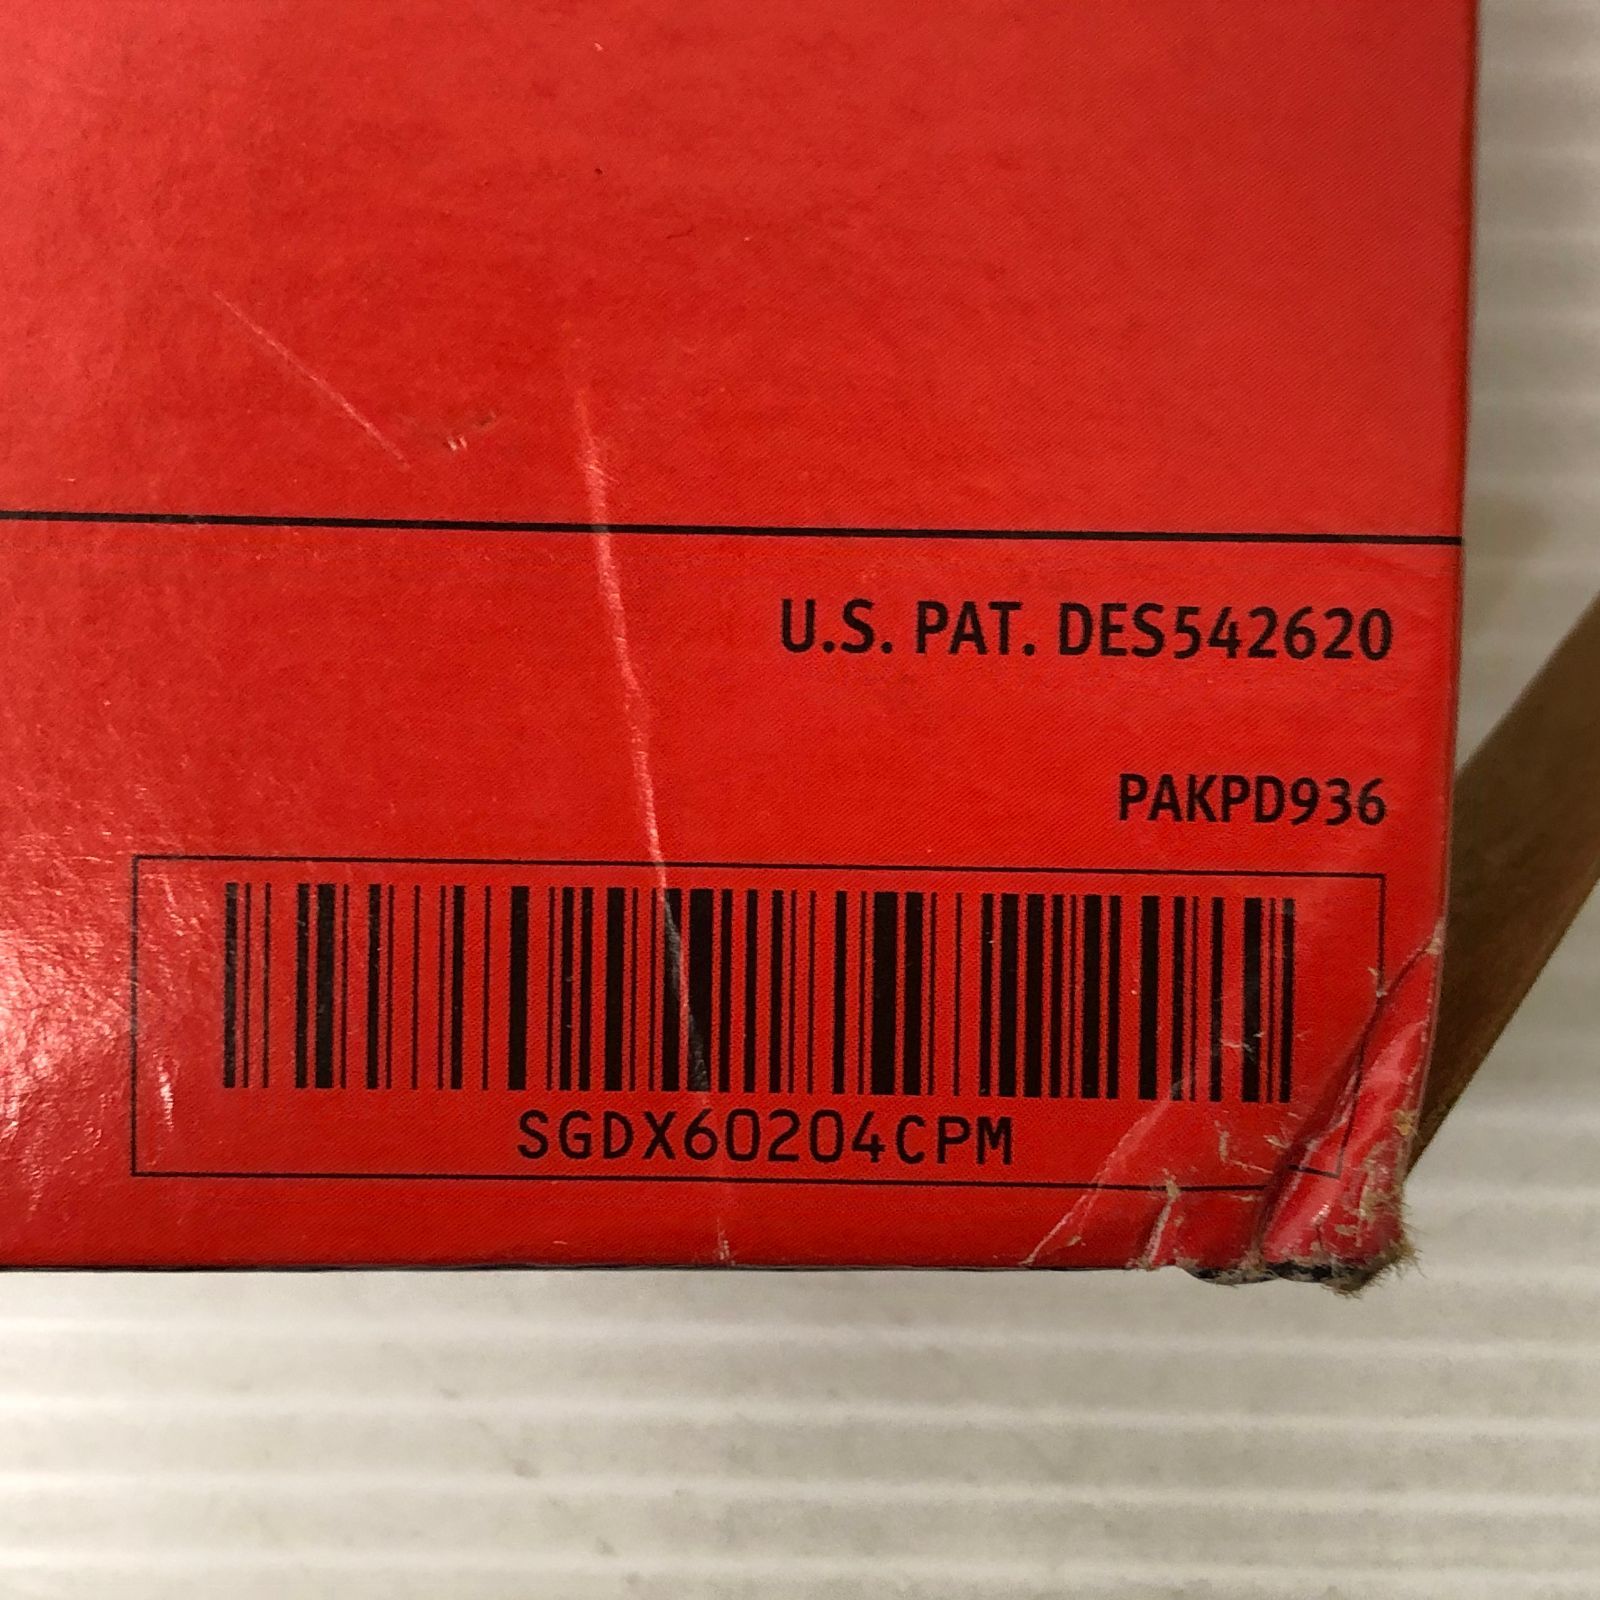 U.S. PAT. DES542620
PAKPD936
SGDX60204CPM